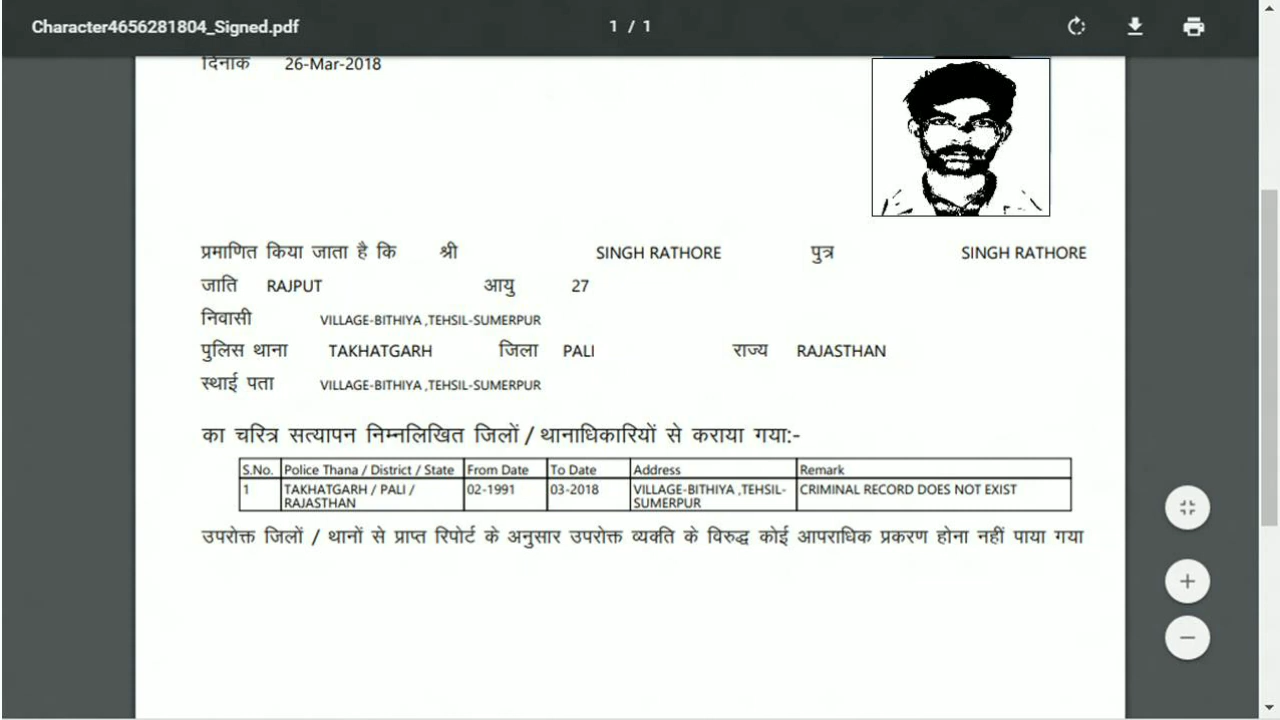 Character4656281804_Signed.pdf 1 / 1
दिनांक 26-Mar-2018
प्रमाणित किया जाता है कि श्री SINGH RATHORE पुत्र SINGH RATHORE
जाति RAJPUT आयु 27
निवासी VILLAGE-BITHIYA ,TEHSIL-SUMERPUR
पुलिस थाना TAKHATGARH जिला PALI राज्य RAJASTHAN
स्थाई पता VILLAGE-BITHIYA ,TEHSIL-SUMERPUR
का चरित्र सत्यापन निम्नलिखित जिलों / थानाधिकारियों से कराया गया:-
S.No. Police Thana / District / State From Date To Date Address Remark
1 TAKHATGARH / PALI / 02-1991 03-2018 VILLAGE-BITHIYA ,TEHSIL- CRIMINAL RECORD DOES NOT EXIST
RAJASTHAN SUMERPUR
उपरोक्त जिलों / थानों से प्राप्त रिपोर्ट के अनुसार उपरोक्त व्यक्ति के विरुद्ध कोई आपराधिक प्रकरण होना नहीं पाया गया